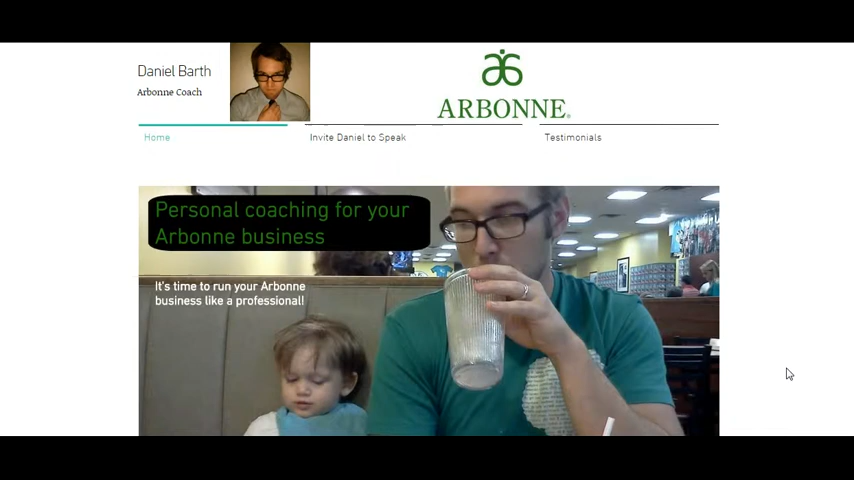 Daniel Barth
Arbonne Coach
ARBONNE®
Home
Invite Daniel to Speak
Testimonials
Personal coaching for your
Arbonne business
It's time to run your Arbonne
business like a professional!